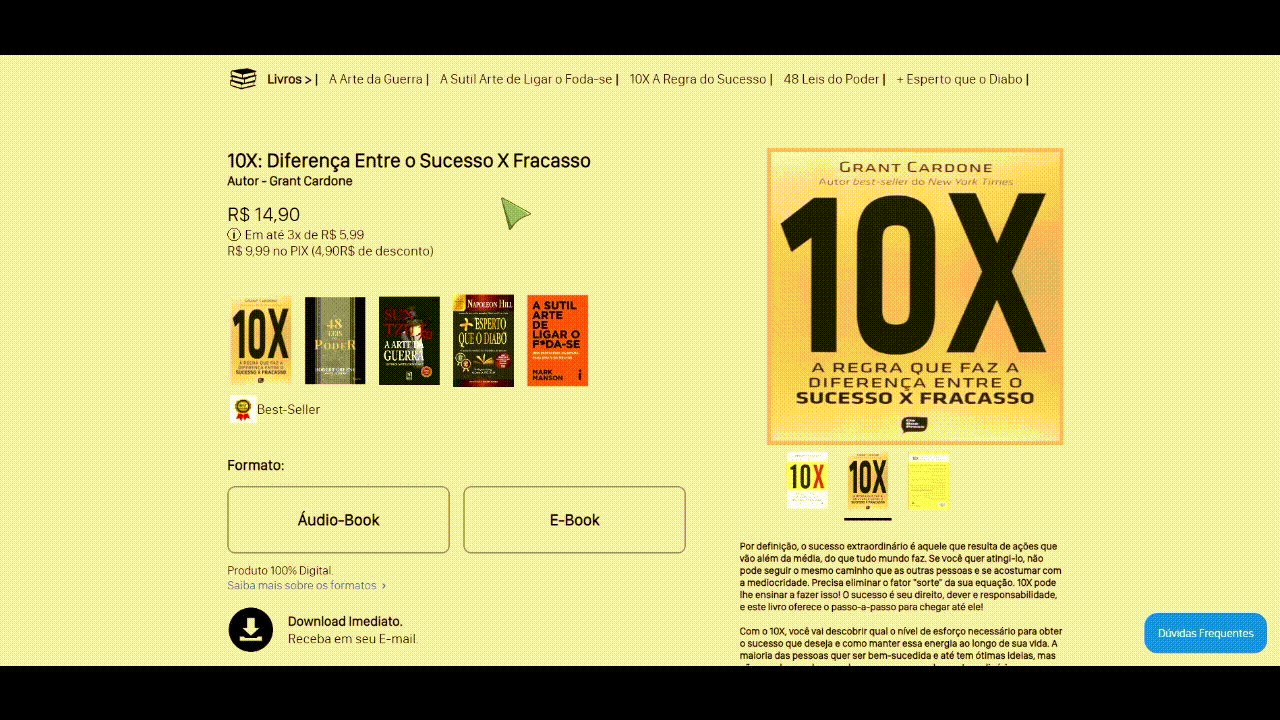 Livros > | A Arte da Guerra | A Sutil Arte de Ligar o Foda-se | 10X A Regra do Sucesso | 48 Leis do Poder | + Esperto que o Diabo |
10X: Diferença Entre o Sucesso X Fracasso
Autor - Grant Cardone
R$ 14,90
Em até 3x de R$ 5,99
R$ 9,99 no PIX (4,90R$ de desconto)
GRANT CARDONE
10X
A REGRA QUE FAZ A
DIFERENÇA ENTRE O
SUCESSO X FRACASSO
48
LEIS
DO
PODER
SUN
TZU
A ARTE DA
GUERRA
NAPOLEON HILL
+ ESPERTO
QUE O DIABO
A SUTIL
ARTE
DE
LIGAR O
F*DA-SE
MARK
MANSON
Best-Seller
Formato:
Áudio-Book
E-Book
Produto 100% Digital.
Saiba mais sobre os formatos >
Download Imediato.
Receba em seu E-mail.
GRANT CARDONE
Autor best-seller do New York Times
10X
A REGRA QUE FAZ A
DIFERENÇA ENTRE O
SUCESSO X FRACASSO
10X
10X
Por definição, o sucesso extraordinário é aquele que resulta de ações que
vão além da média, do que tudo mundo faz. Se você quer atingi-lo, não
pode seguir o mesmo caminho que as outras pessoas e se acostumar com
a mediocridade. Precisa eliminar o fator "sorte" da sua equação. 10X pode
lhe ensinar a fazer isso! O sucesso é seu direito, dever e responsabilidade,
e este livro oferece o passo-a-passo para chegar até ele!
Com o 10X, você vai descobrir qual o nível de esforço necessário para obter
o sucesso que deseja e como manter essa energia ao longo de sua vida. A
maioria das pessoas quer ser bem-sucedida e até tem ótimas ideias, mas
Dúvidas Frequentes